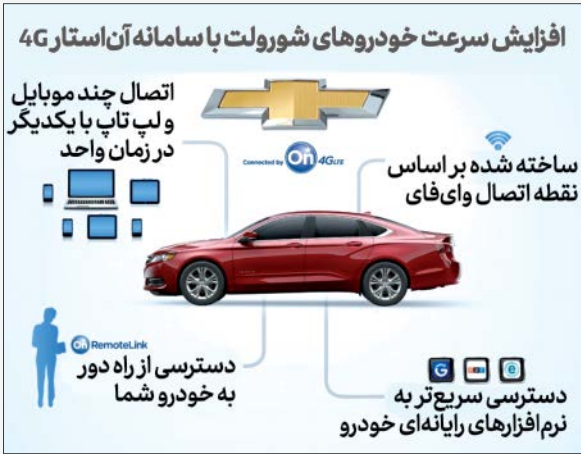 افزایش سرعت خودروهای شورولت با سامانه آن‌استار 4G
اتصال چند موبایل
و لپ تاپ با یکدیگر
در زمان واحد
Connected by On 4G LTE
ساخته شده بر اساس
نقطه اتصال وای‌فای
On RemoteLink
دسترسی از راه دور
به خودرو شما
G
e
دسترسی سریع‌تر به
نرم‌افزارهای رایانه‌ای خودرو